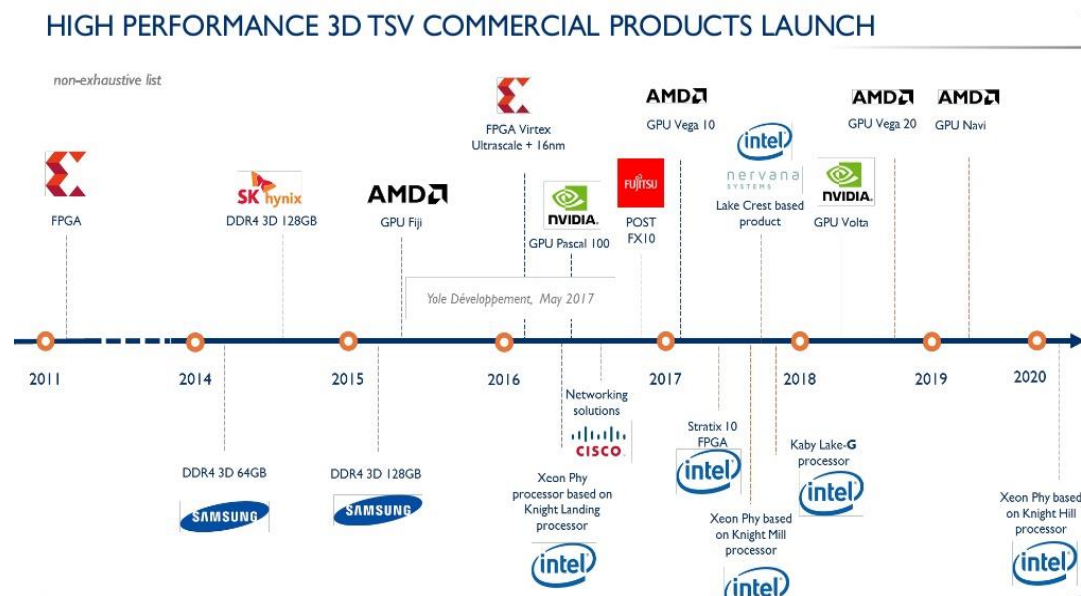 HIGH PERFORMANCE 3D TSV COMMERCIAL PRODUCTS LAUNCH
non-exhaustive list
FPGA
SK hynix
DDR4 3D 128GB
AMD
GPU Fiji
FPGA Virtex
Ultrascale + 16nm
NVIDIA.
GPU Pascal 100
FUJITSU
POST
FX10
AMD
GPU Vega 10
intel
nervana
SYSTEMS
Lake Crest based
product
NVIDIA.
GPU Volta
AMD
GPU Vega 20
AMD
GPU Navi
Yole Développement, May 2017
2011
2014
2015
2016
2017
2018
2019
2020
DDR4 3D 64GB
SAMSUNG
DDR4 3D 128GB
SAMSUNG
Xeon Phy
processor based on
Knight Landing
processor
intel
Networking
solutions
CISCO.
Stratix 10
FPGA
intel
Xeon Phy based
on Knight Mill
processor
intel
Kaby Lake-G
processor
intel
Xeon Phy based
on Knight Hill
processor
intel